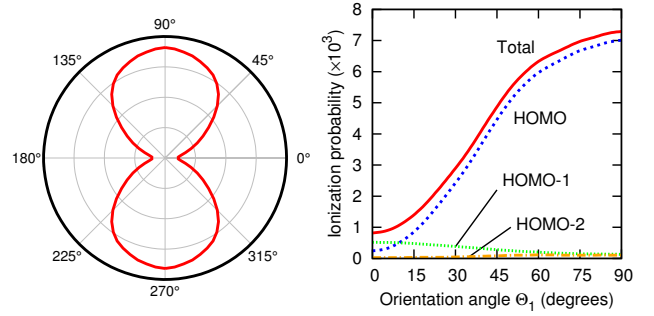 90°
135°
45°
180°
0°
225°
315°
270°
Ionization probability (×10³)
8
7
6
5
4
3
2
1
0
Total
HOMO
HOMO-1
HOMO-2
0 15 30 45 60 75 90
Orientation angle Θ₁ (degrees)